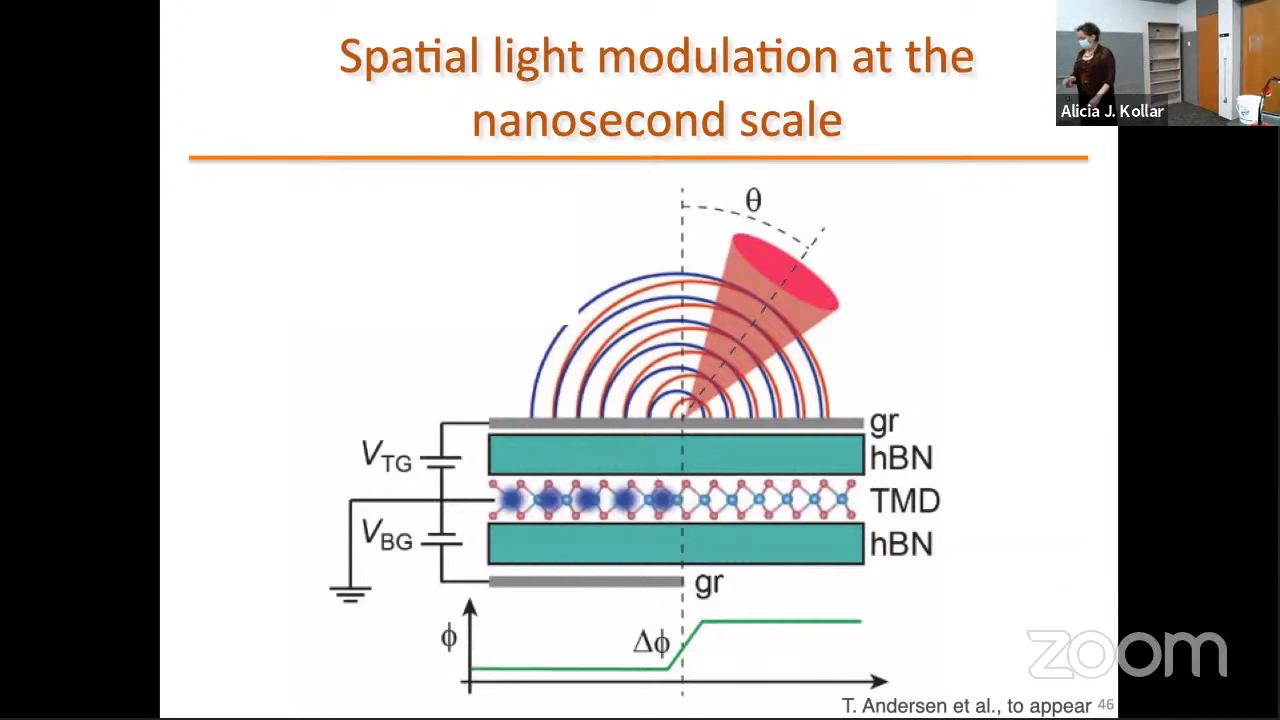 Spatial light modulation at the
nanosecond scale
Alicia J. Kollar
θ
gr
V_TG
hBN
TMD
V_BG
hBN
gr
ϕ
Δϕ
zoom
T. Andersen et al., to appear 46